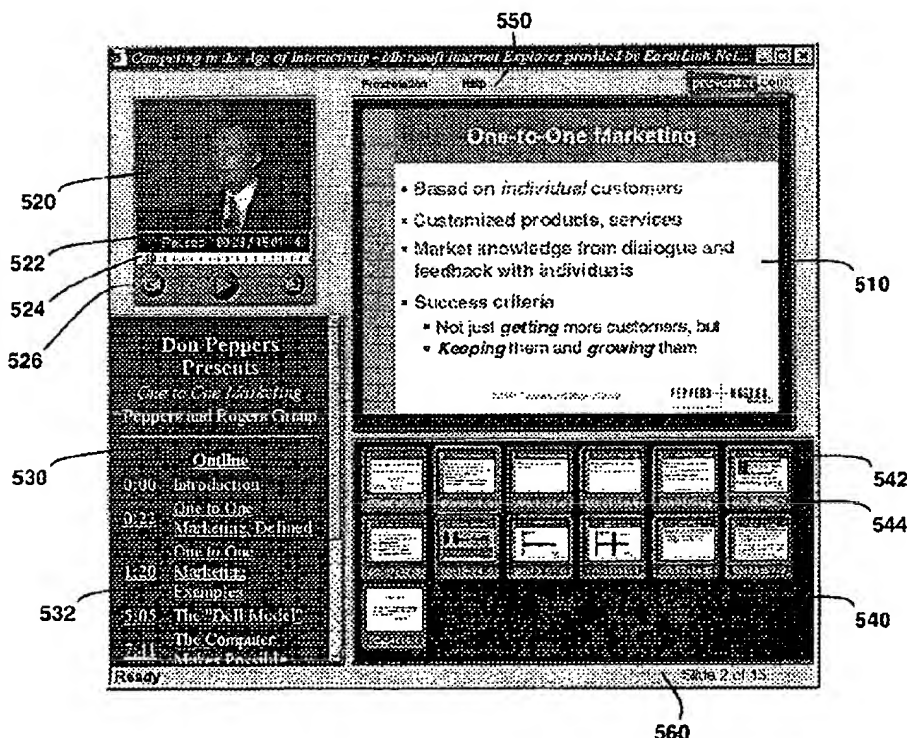 550
Competing in the Age of Interactivity - Microsoft Internet Explorer provided by EarthLink Net...
Presentation Help
520
522
524
526
One-to-One Marketing
• Based on individual customers
• Customized products, services
• Market knowledge from dialogue and
feedback with individuals
• Success criteria
• Not just getting more customers, but
• Keeping them and growing them
510
Don Peppers
Presents
One to One Marketing
Peppers and Rogers Group
530
Outline
0:00 Introduction
0:22 One to One
Marketing, Defined
1:20 One to One
Marketing
Examples
532
5:05 The "Dell Model"
The Computer
Makes Possible
542
544
540
Ready
Slide 2 of 13
560